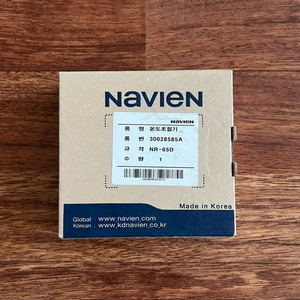 NAVIEN
품 명 온도조절기
품 번 30028585A
규 격 NR-65D
수 량 1
Made in Korea
Global : www.navien.com
Korean : www.kdnavien.co.kr